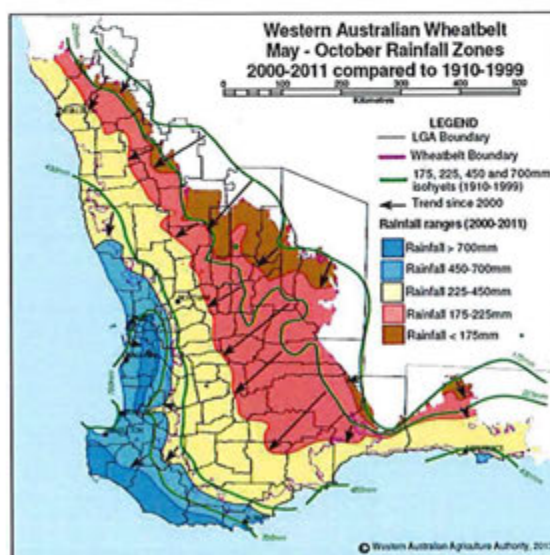 Western Australian Wheatbelt
May - October Rainfall Zones
2000-2011 compared to 1910-1999
Kilometres
LEGEND
LGA Boundary
Wheatbelt Boundary
175, 225, 450 and 700mm
isohyets (1910-1999)
Trend since 2000
Rainfall ranges (2000-2011)
Rainfall > 700mm
Rainfall 450-700mm
Rainfall 225-450mm
Rainfall 175-225mm
Rainfall < 175mm
© Western Australian Agriculture Authority,